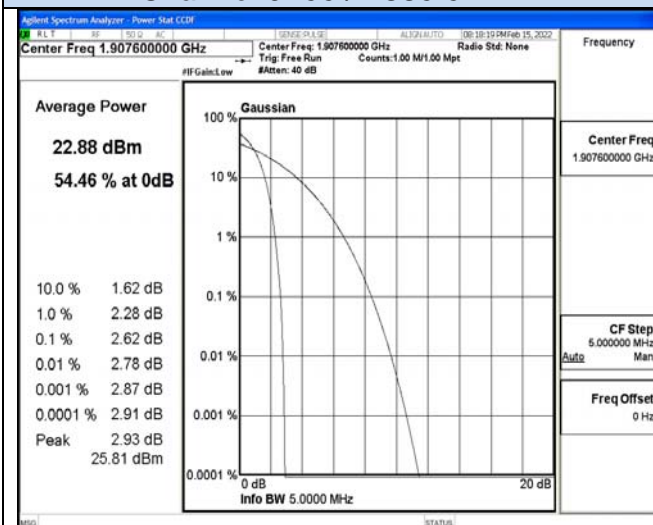 Agilent Spectrum Analyzer - Power Stat CCDF
RLT RF 50 Ω AC SENSE:PULSE ALIGN AUTO 08:18:19 PM Feb 15, 2022
Center Freq 1.907600000 GHz
Center Freq: 1.907600000 GHz
Radio Std: None
Trig: Free Run
Counts:1.00 M/1.00 Mpt
#IFGain:Low
#Atten: 40 dB
Frequency
Average Power
22.88 dBm
54.46 % at 0dB
10.0 % 1.62 dB
1.0 % 2.28 dB
0.1 % 2.62 dB
0.01 % 2.78 dB
0.001 % 2.87 dB
0.0001 % 2.91 dB
Peak 2.93 dB
25.81 dBm
Gaussian
100 %
10 %
1 %
0.1 %
0.01 %
0.001 %
0.0001 %
0 dB
20 dB
Info BW 5.0000 MHz
Center Freq
1.907600000 GHz
CF Step
5.000000 MHz
Auto Man
Freq Offset
0 Hz
MSG
STATUS